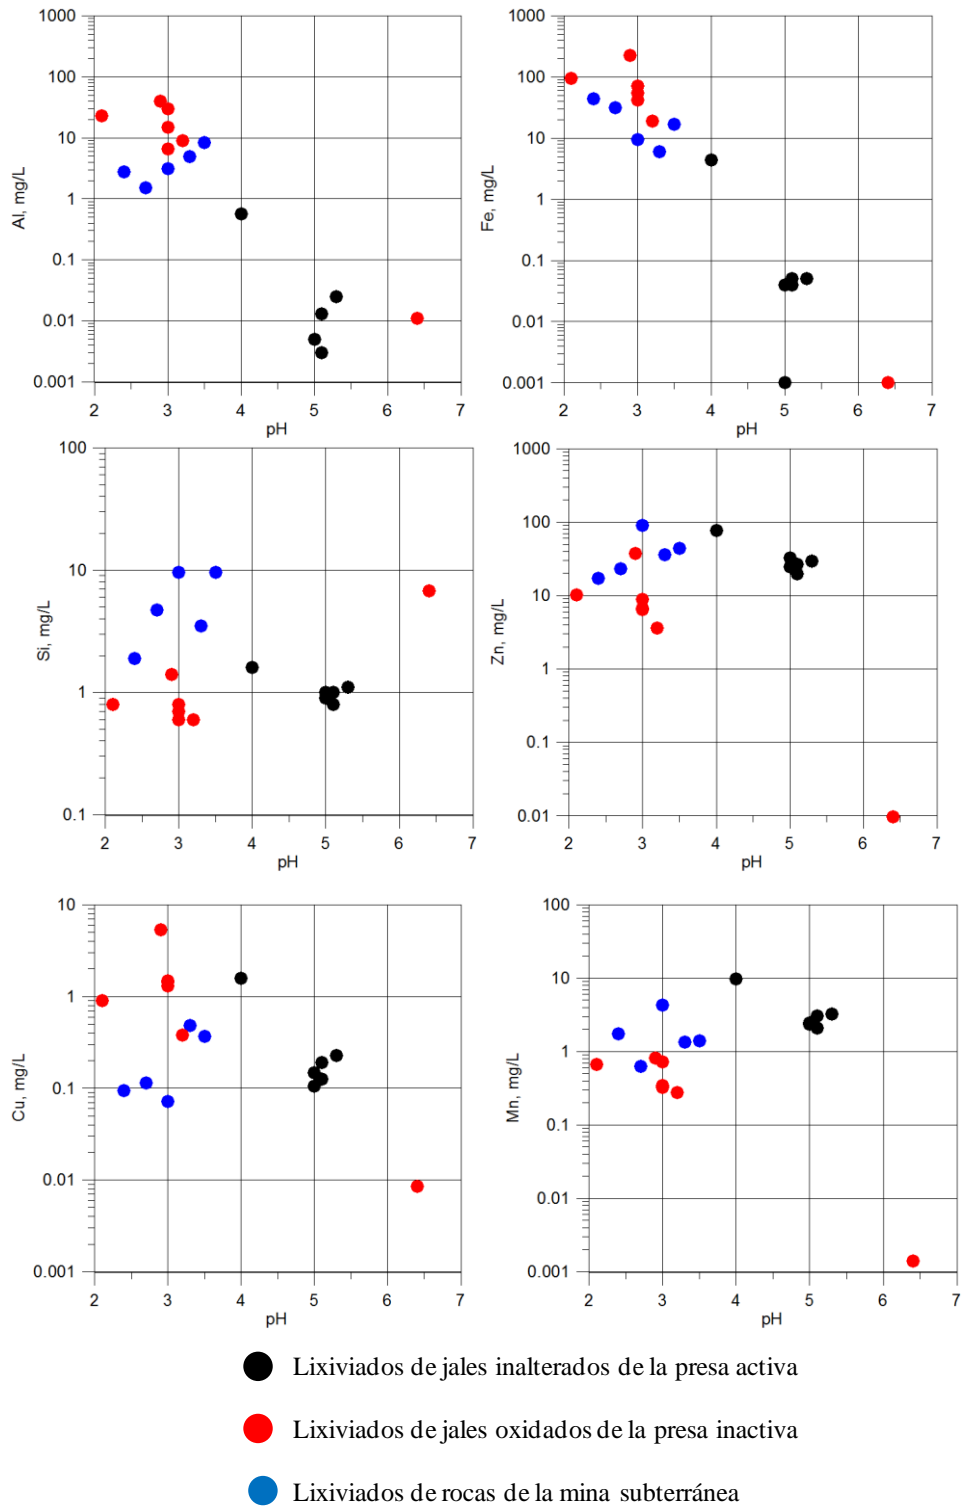 1000
100
10
1
0.1
0.01
0.001
Al, mg/L
2 3 4 5 6 7
pH
1000
100
10
1
0.1
0.01
0.001
Fe, mg/L
2 3 4 5 6 7
pH
100
10
1
0.1
Si, mg/L
2 3 4 5 6 7
pH
1000
100
10
1
0.1
0.01
Zn, mg/L
2 3 4 5 6 7
pH
10
1
0.1
0.01
0.001
Cu, mg/L
2 3 4 5 6 7
pH
100
10
1
0.1
0.01
0.001
Mn, mg/L
2 3 4 5 6 7
pH
Lixiviados de jales inalterados de la presa activa
Lixiviados de jales oxidados de la presa inactiva
Lixiviados de rocas de la mina subterránea